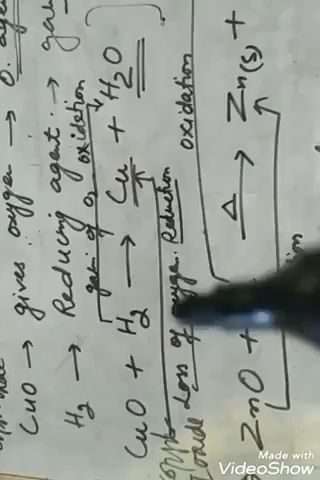 CuO → gives oxygen → O. agent
H2 → Reducing agent →
gain of O2 oxidation
CuO + H2 → Cu + H2O
Loss of oxygen. Reduction
oxidation
ZnO + Δ → Zn(s) +
Made with
VideoShow